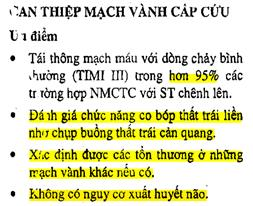 CAN THIỆP MẠCH VÀNH CẤP CỨU
Ưu điểm
• Tái thông mạch máu với dòng chảy bình
thường (TIMI III) trong hơn 95% các
trường hợp NMCTC với ST chênh lên.
• Đánh giá chức năng co bóp thất trái liền
như chụp buồng thất trái cản quang.
• Xác định được các tổn thương ở những
mạch vành khác nếu có.
• Không có nguy cơ xuất huyết não.